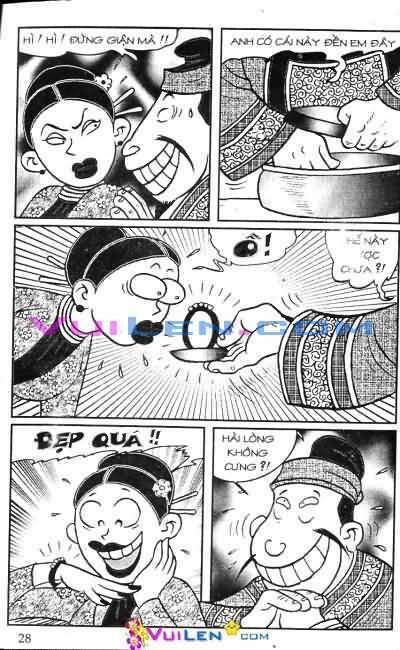 HÌ! HÌ! ĐỪNG
GIẬN MÀ!!
ANH CÓ CÁI NÀY ĐỀN EM ĐÂY
Ồ!
THẾ NÀY
ĐƯỢC
CHƯA?!
VUILEN.COM
ĐẸP QUÁ!!
HÀI LÒNG
KHÔNG
CƯNG?!
28
VUILEN.COM